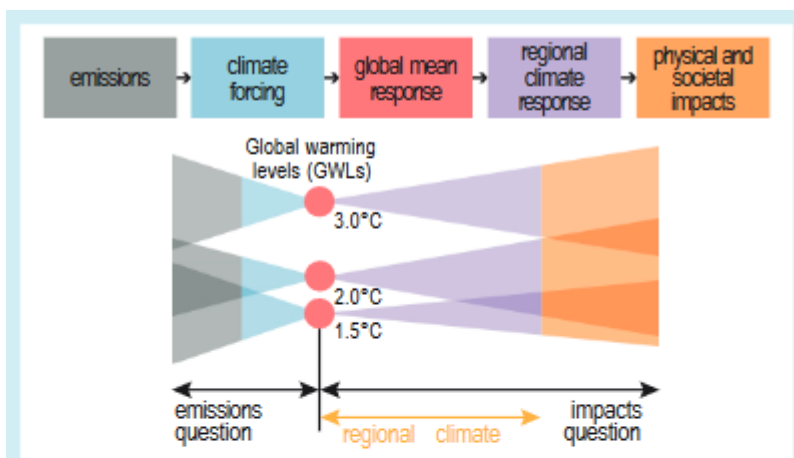 emissions
climate
forcing
global mean
response
regional
climate
response
physical and
societal
impacts
Global warming
levels (GWLs)
3.0°C
2.0°C
1.5°C
emissions
question
regional climate
impacts
question